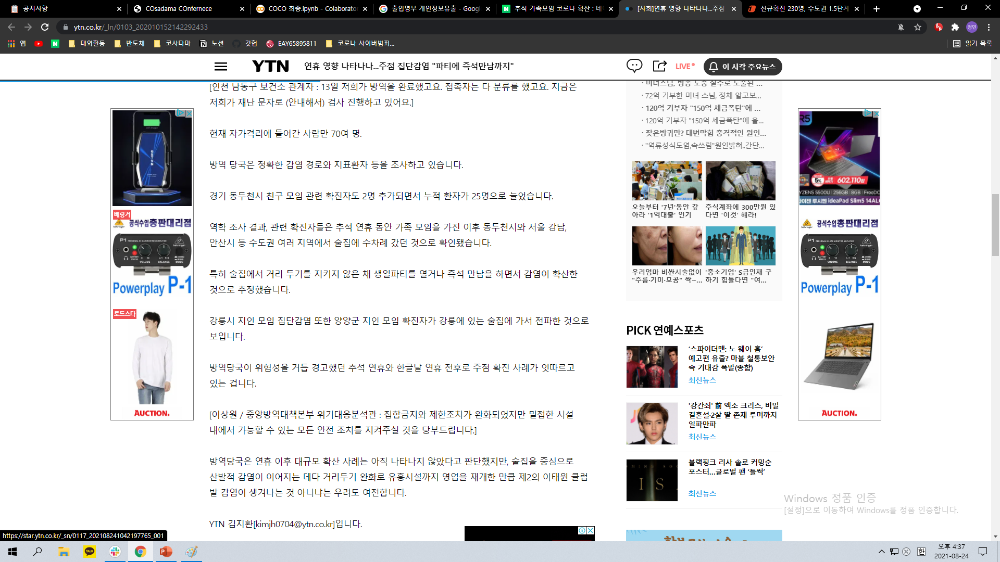 공지사항
COsadama COnfernece
COCO 최종.ipynb - Colaborator
출입명부 개인정보유출 - Googl
추석 가족모임 코로나 확산 : 네이
[사회]연휴 영향 나타나나...주점
신규확진 230명, 수도권 1.5단계
ytn.co.kr/_ln/0103_202010152142292433
정민
앱
대외활동
반도체
코사다마
노션
깃헙
EAY65895811
코로나 사이버범죄...
읽기 목록
YTN
연휴 영향 나타나나...주점 집단감염 "파티에 즉석만남까지"
LIVE
이 시각 주요뉴스
[인천 남동구 보건소 관계자 : 13일 저희가 방역을 완료했고요. 접촉자는 다 분류를 했고요. 지금은
저희가 재난 문자로 (안내해서) 검사 진행하고 있어요.]
현재 자가격리에 들어간 사람만 70여 명.
방역 당국은 정확한 감염 경로와 지표환자 등을 조사하고 있습니다.
경기 동두천시 친구 모임 관련 확진자도 2명 추가되면서 누적 환자가 25명으로 늘었습니다.
역학 조사 결과, 관련 확진자들은 추석 연휴 동안 가족 모임을 가진 이후 동두천시와 서울 강남,
안산시 등 수도권 여러 지역에서 술집에 수차례 갔던 것으로 확인됐습니다.
특히 술집에서 거리 두기를 지키지 않은 채 생일파티를 열거나 즉석 만남을 하면서 감염이 확산한
것으로 추정했습니다.
강릉시 지인 모임 집단감염 또한 양양군 지인 모임 확진자가 강릉에 있는 술집에 가서 전파한 것으로
보입니다.
방역당국이 위험성을 거듭 경고했던 추석 연휴와 한글날 연휴 전후로 주점 확진 사례가 잇따르고
있는 겁니다.
[이상원 / 중앙방역대책본부 위기대응분석관 : 집합금지와 제한조치가 완화되었지만 밀접한 시설
내에서 가능할 수 있는 모든 안전 조치를 지켜주실 것을 당부드립니다.]
방역당국은 연휴 이후 대규모 확산 사례는 아직 나타나지 않았다고 판단했지만, 술집을 중심으로
산발적 감염이 이어지는 데다 거리두기 완화로 유흥시설까지 영업을 재개한 만큼 제2의 이태원 클럽
발 감염이 생겨나는 것 아니냐는 우려도 여전합니다.
YTN 김지환[kimjh0704@ytn.co.kr]입니다.
· 미녀스님, 방송 도중 실수로 노출된 ...
· 72억 기부한 미녀 스님, 정체 알고보...
· 120억 기부자 "150억 세금폭탄"에 ...
· 120억 기부자 "150억 세금폭탄"에 울...
· 잦은방귀만? 대변막힘 충격적인 원인...
· "역류성식도염,속쓰림"원인밝혀..간단...
오늘부터 '7년'동안 갚
아라 '1억대출' 인기
주식계좌에 300만원 있
다면 '이것' 해라!
우리엄마 비싼시술없이
"주름·기미·모공" 싹~...
'중소기업' S급인재 구
하기 힘들다면 "여...
PICK 연예스포츠
‘스파이더맨: 노 웨이 홈’
예고편 유출? 마블 철통보안
속 기대감 폭발(종합)
최신뉴스
'강간죄' 前 엑소 크리스, 비밀
결혼설·2살 딸 존재 루머까지
일파만파
최신뉴스
블랙핑크 리사 솔로 커밍순
포스터...글로벌 팬 ‘들썩’
최신뉴스
베링거
공식수입총판대리점
P1
VOLUME
BALANCE
Powerplay P-1
로드스타
AUCTION.
R5
5%
602,110원
YZEN5 5500U | 256GB | 8GB | FreeDO
이젠 루시엔 ideaPad Slim5 14AL
공식수입총판대리점
P1
VOLUME
BALANCE
Powerplay P-1
AUCTION.
Windows 정품 인증
[설정]으로 이동하여 Windows를 정품 인증합니다.
https://star.ytn.co.kr/_sn/0117_202108241042197765_001
TALK
한
오후 4:37
2021-08-24